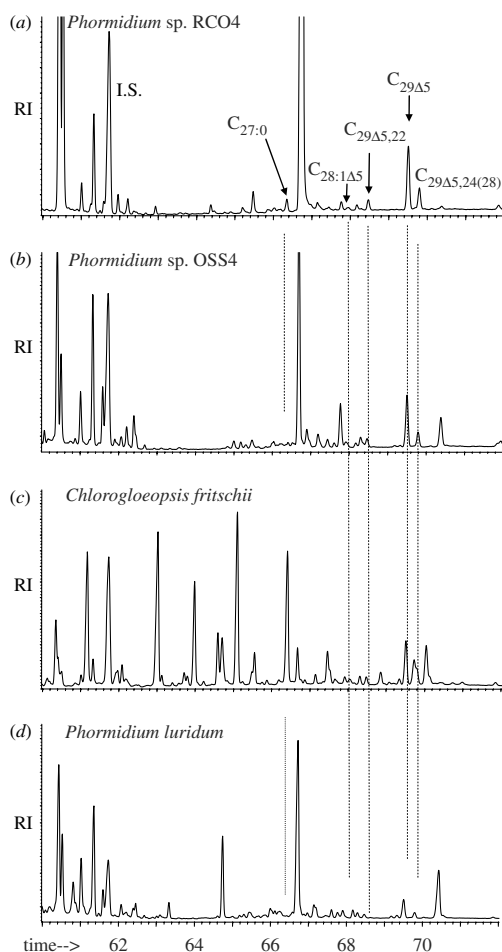 (a) Phormidium sp. RCO4
I.S.
RI
C27:0
C28:1Δ5
C29Δ5,22
C29Δ5
C29Δ5,24(28)
(b) Phormidium sp. OSS4
RI
(c) Chlorogloeopsis fritschii
RI
(d) Phormidium luridum
RI
time--> 62 64 66 68 70